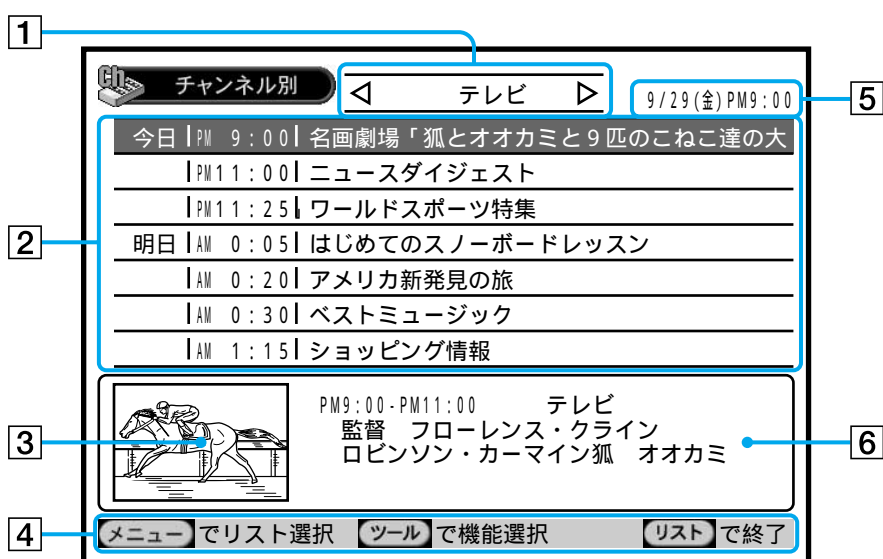 1
チャンネル別 ◁ テレビ ▷ 9/29(金)PM9:00
5
今日 PM 9:00 名画劇場「狐とオオカミと9匹のこねこ達の大
PM11:00 ニュースダイジェスト
PM11:25 ワールドスポーツ特集
2
明日 AM 0:05 はじめてのスノーボードレッスン
AM 0:20 アメリカ新発見の旅
AM 0:30 ベストミュージック
AM 1:15 ショッピング情報
PM9:00-PM11:00 テレビ
監督 フローレンス・クライン
ロビンソン・カーマイン狐 オオカミ
3
6
4
メニュー でリスト選択 ツール で機能選択 リスト で終了